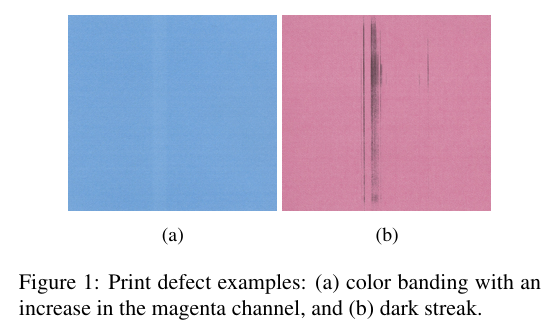 (a)
(b)
Figure 1: Print defect examples: (a) color banding with an
increase in the magenta channel, and (b) dark streak.